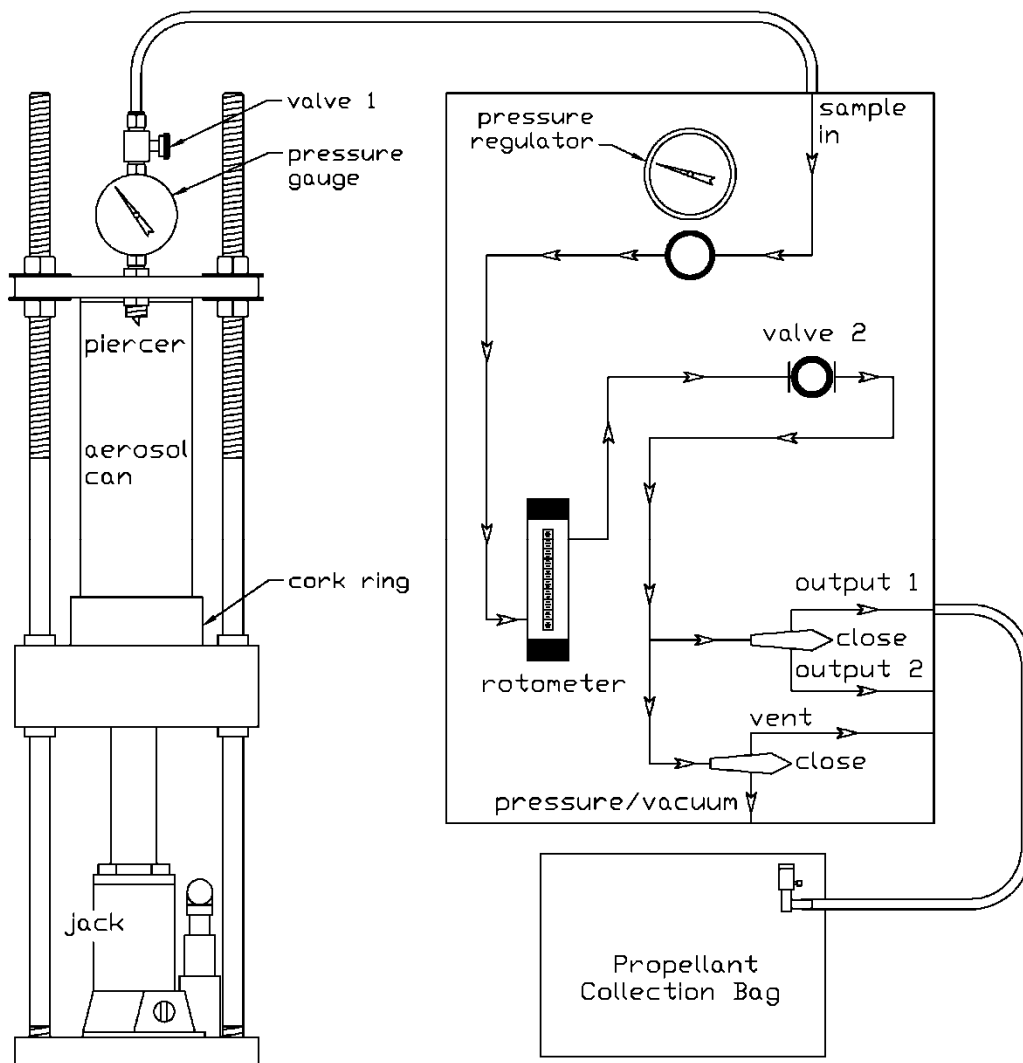 valve 1
pressure
gauge
piercer
aerosol
can
cork ring
jack
sample
in
pressure
regulator
valve 2
rotometer
output 1
close
output 2
vent
close
pressure/vacuum
Propellant
Collection Bag